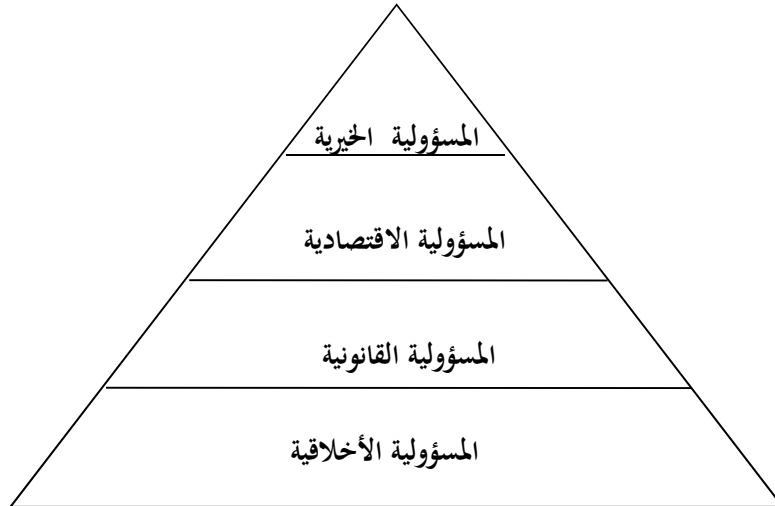 المسؤولية الخيرية
المسؤولية الاقتصادية
المسؤولية القانونية
المسؤولية الأخلاقية